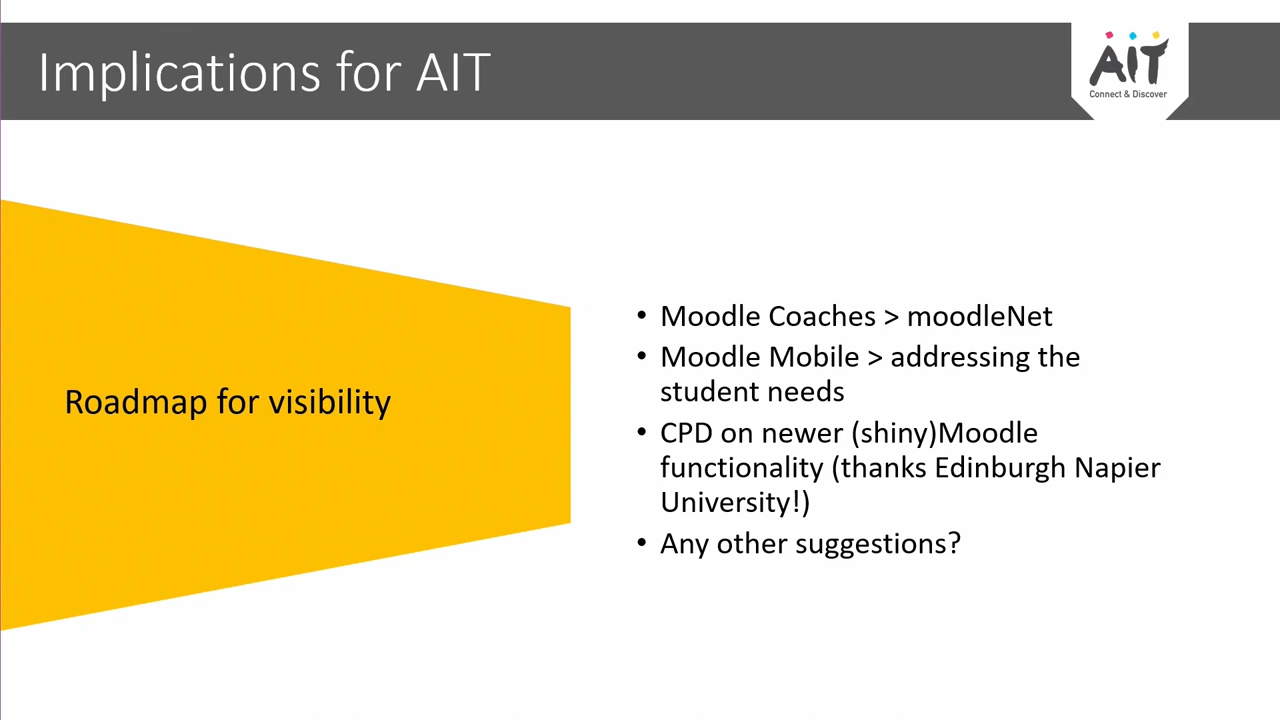 Implications for AIT
AIT
Connect & Discover
Roadmap for visibility
• Moodle Coaches > moodleNet
• Moodle Mobile > addressing the
student needs
• CPD on newer (shiny)Moodle
functionality (thanks Edinburgh Napier
University!)
• Any other suggestions?